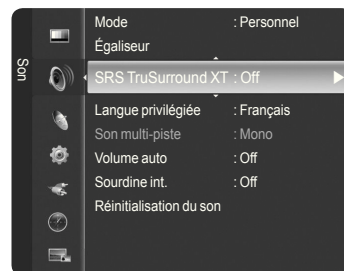 Son
Mode : Personnel
Égaliseur
SRS TruSurround XT : Off
Langue privilégiée : Français
Son multi-piste : Mono
Volume auto : Off
Sourdine int. : Off
Réinitialisation du son